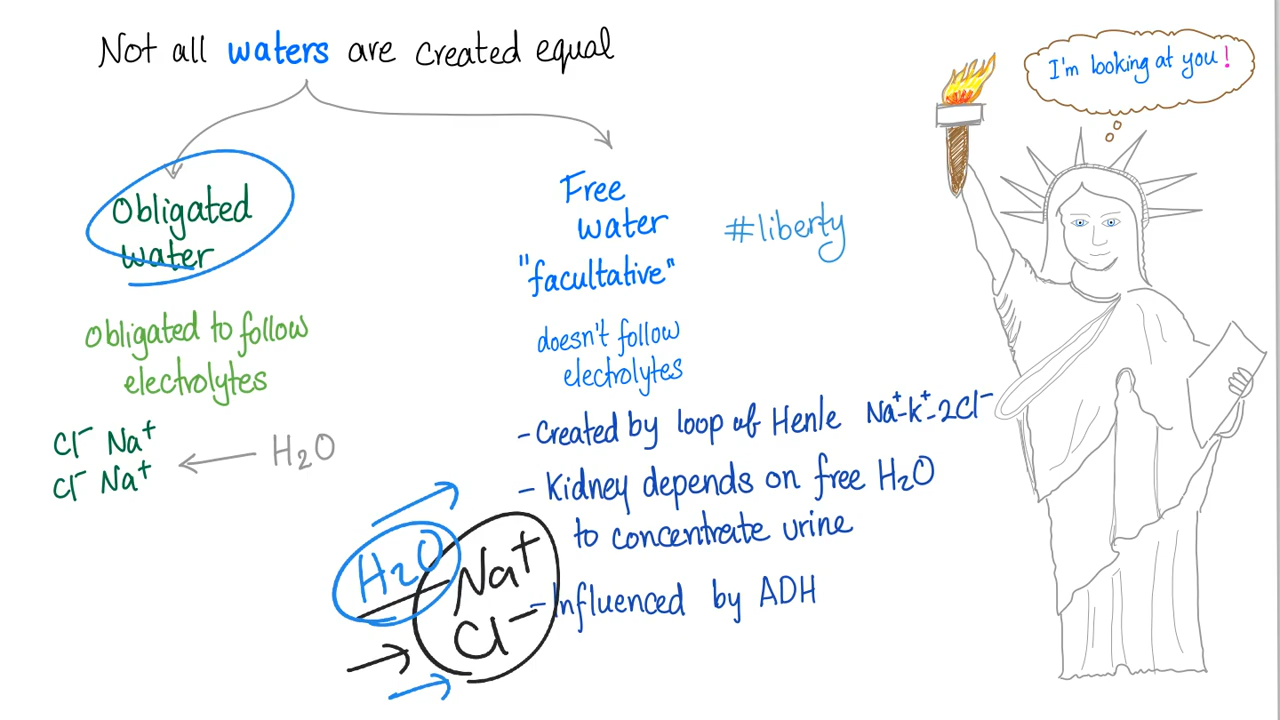 Not all waters are created equal
I'm looking at you!
Obligated
water
Obligated to follow
electrolytes
Cl⁻ Na⁺
Cl⁻ Na⁺
H₂O
Free
water
"facultative"
#liberty
doesn't follow
electrolytes
- Created by loop of Henle Na⁺-K⁺-2Cl⁻
- Kidney depends on free H₂O
to concentrate urine
- Influenced by ADH
H₂O Na⁺
Cl⁻